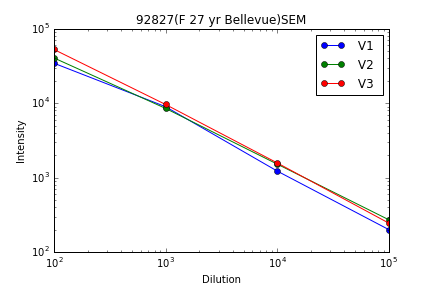 92827(F 27 yr Bellevue)SEM
10^5
10^4
10^3
10^2
Intensity
V1
V2
V3
10^2 10^3 10^4 10^5
Dilution